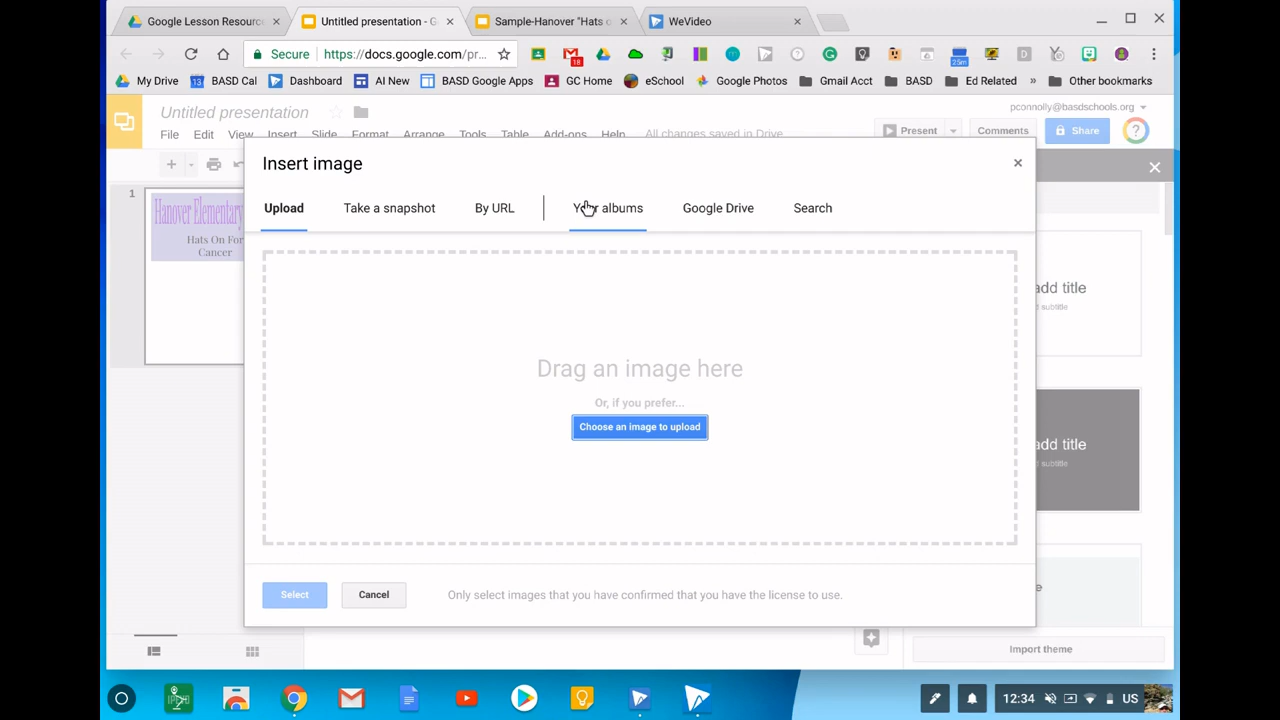 Google Lesson Resourc
Untitled presentation - G
Sample-Hanover "Hats o
WeVideo
Secure
https://docs.google.com/pr...
18
25m
My Drive
13
BASD Cal
Dashboard
AI New
BASD Google Apps
GC Home
eSchool
Google Photos
Gmail Acct
BASD
Ed Related
»
Other bookmarks
Untitled presentation
pconnolly@basdschools.org
File Edit View Insert Slide Format Arrange Tools Table Add-ons Help
All changes saved in Drive
Present
Comments
Share
Insert image
Upload
Take a snapshot
By URL
Your albums
Google Drive
Search
1
Hanover Elementary
Hats On For
Cancer
Drag an image here
Or, if you prefer...
Choose an image to upload
add title
subtitle
add title
subtitle
Select
Cancel
Only select images that you have confirmed that you have the license to use.
Import theme
12:34
US